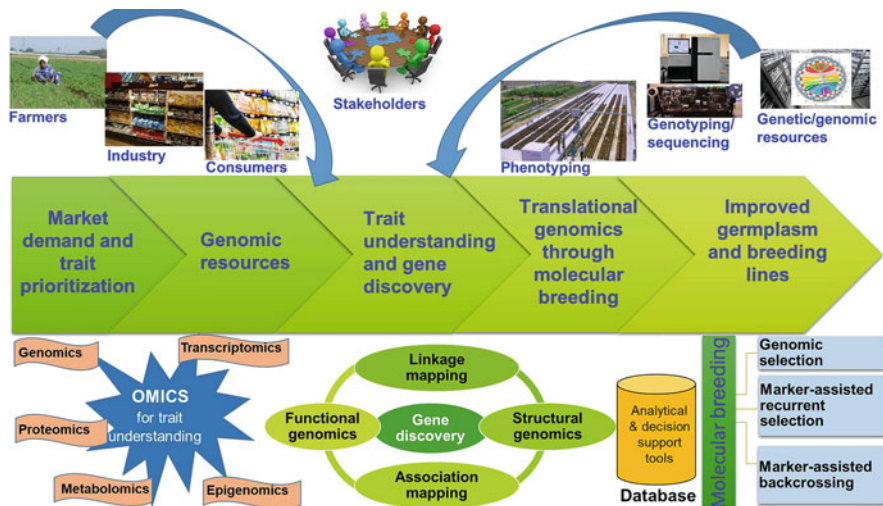 Farmers
Industry
Consumers
Stakeholders
Phenotyping
Genotyping/
sequencing
Genetic/genomic
resources
Market
demand and
trait
prioritization
Genomic
resources
Trait
understanding
and gene
discovery
Translational
genomics
through
molecular
breeding
Improved
germplasm
and breeding
lines
Genomics
Transcriptomics
OMICS
for trait
understanding
Proteomics
Metabolomics
Epigenomics
Linkage
mapping
Functional
genomics
Gene
discovery
Structural
genomics
Association
mapping
Analytical
& decision
support
tools
Database
Molecular breeding
Genomic
selection
Marker-assisted
recurrent
selection
Marker-assisted
backcrossing